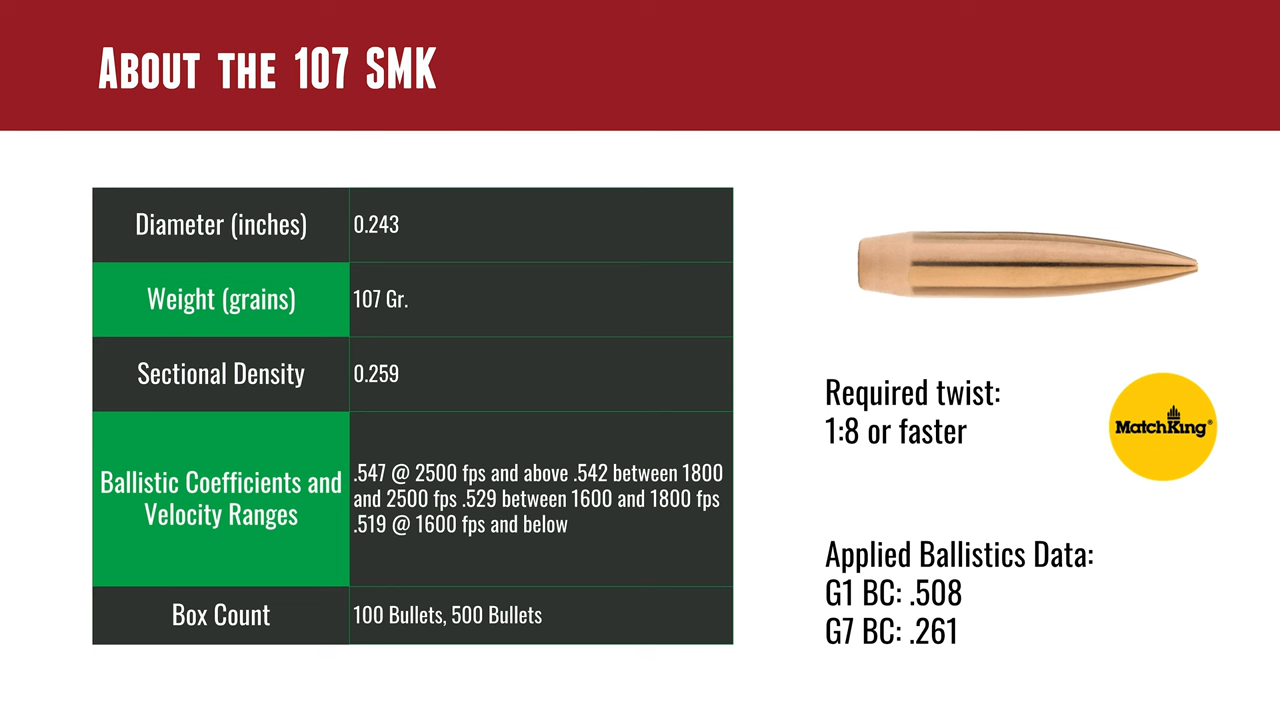 ABOUT THE 107 SMK
Diameter (inches)
0.243
Weight (grains)
107 Gr.
Sectional Density
0.259
Ballistic Coefficients and
Velocity Ranges
.547 @ 2500 fps and above .542 between 1800
and 2500 fps .529 between 1600 and 1800 fps
.519 @ 1600 fps and below
Box Count
100 Bullets, 500 Bullets
Required twist:
1:8 or faster
MatchKing®
Applied Ballistics Data:
G1 BC: .508
G7 BC: .261